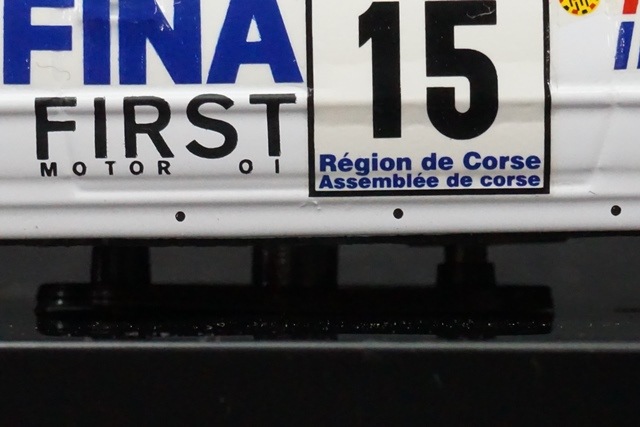 FINA
FIRST
MOTOR OI
15
Région de Corse
Assemblée de corse